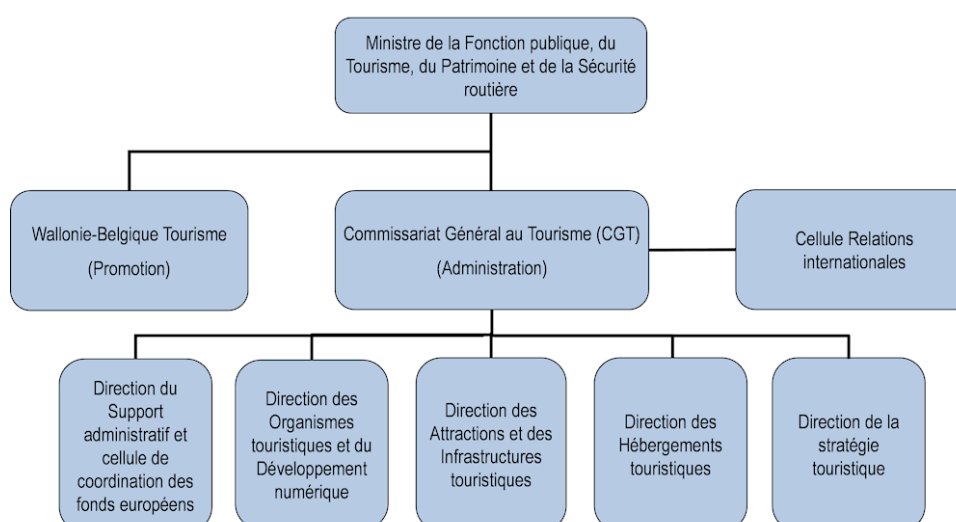 Ministre de la Fonction publique, du
Tourisme, du Patrimoine et de la Sécurité
routière
Wallonie-Belgique Tourisme
(Promotion)
Commissariat Général au Tourisme (CGT)
(Administration)
Cellule Relations
internationales
Direction du
Support
administratif et
cellule de
coordination des
fonds européens
Direction des
Organismes
touristiques et du
Développement
numérique
Direction des
Attractions et des
Infrastructures
touristiques
Direction des
Hébergements
touristiques
Direction de la
stratégie
touristique